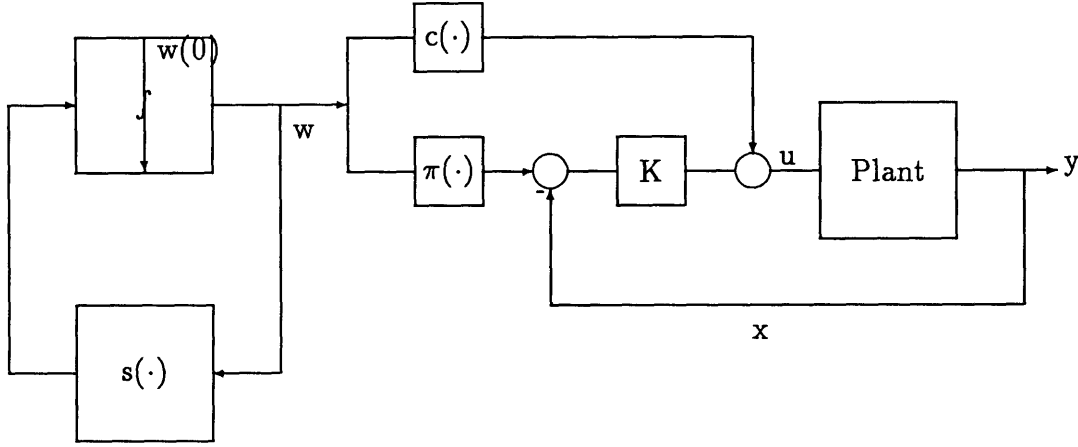 c(·)
w(0)
∫
w
π(·)
-
K
u
Plant
y
x
s(·)